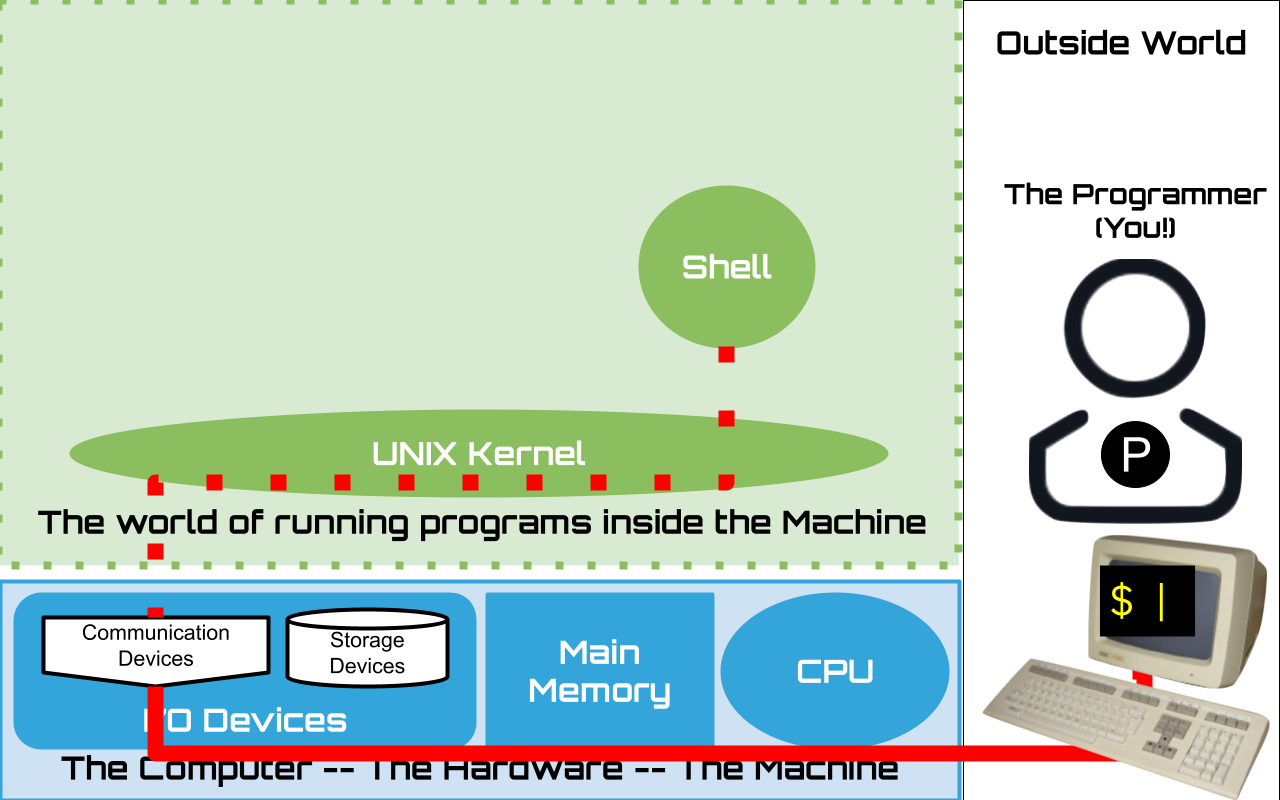 Outside World
The Programmer
(You!)
Shell
P
UNIX Kernel
The world of running programs inside the Machine
$ |
Communication
Devices
Storage
Devices
I/O Devices
Main
Memory
CPU
The Computer -- The Hardware -- The Machine